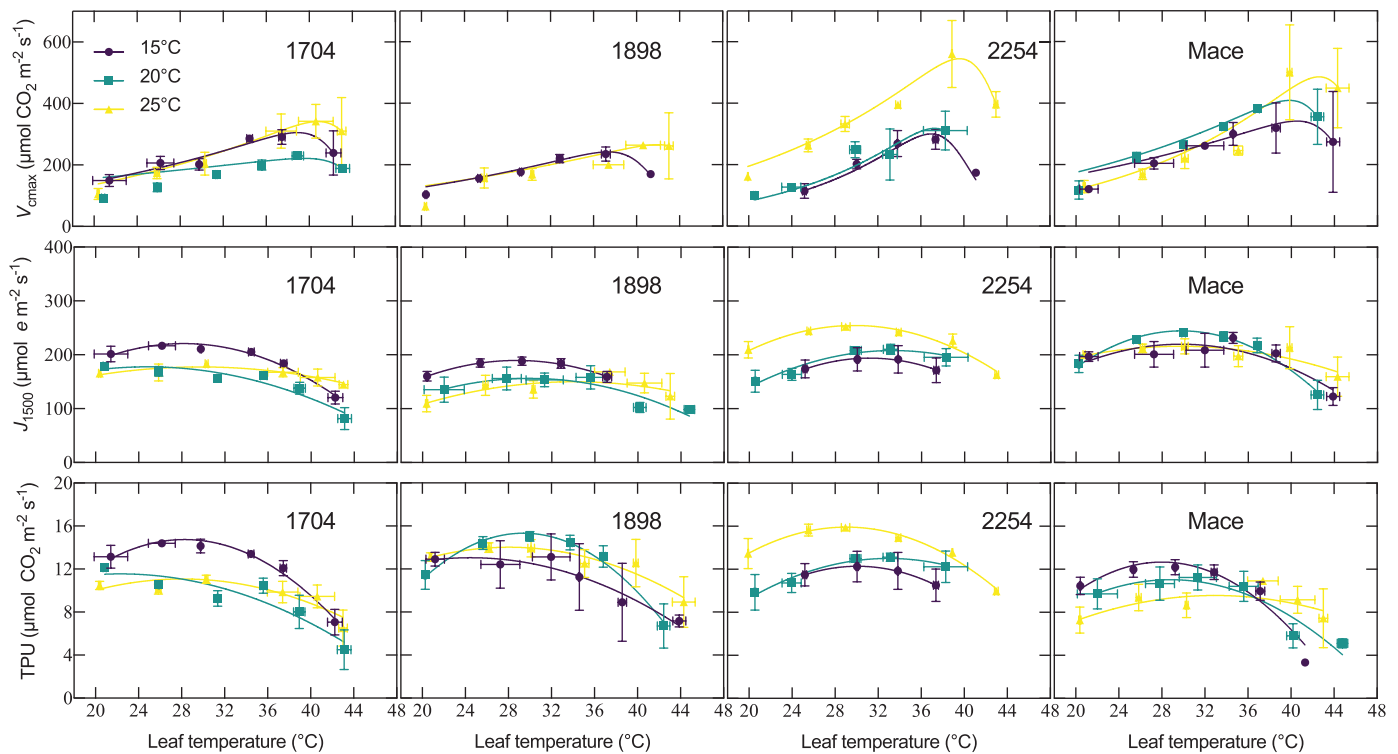 600
400
200
0
V_cmax (µmol CO₂ m⁻² s⁻¹)
15°C
20°C
25°C
1704
1898
2254
Mace
400
300
200
100
0
J₁₅₀₀ (µmol e m⁻² s⁻¹)
1704
1898
2254
Mace
20
16
12
8
4
0
TPU (µmol CO₂ m⁻² s⁻¹)
1704
1898
2254
Mace
20 24 28 32 36 40 44 48
20 24 28 32 36 40 44 48
20 24 28 32 36 40 44 48
20 24 28 32 36 40 44 48
Leaf temperature (°C)
Leaf temperature (°C)
Leaf temperature (°C)
Leaf temperature (°C)